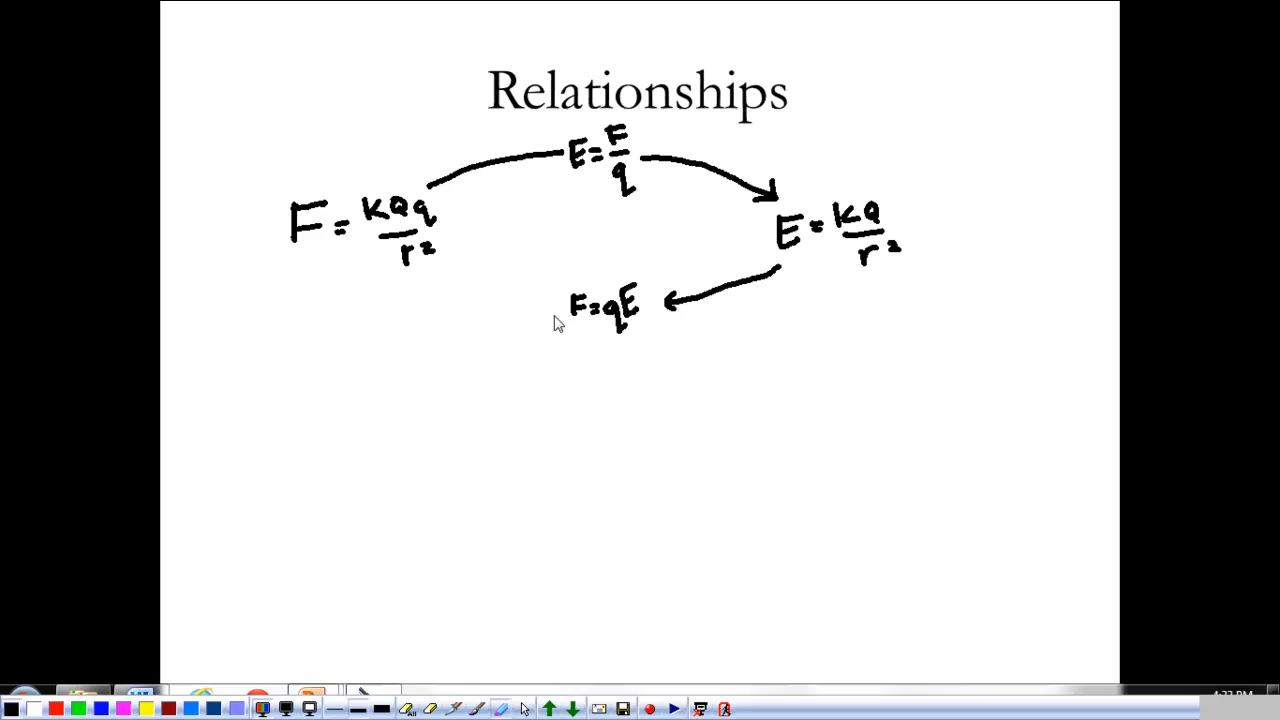 Relationships
E = F/q
F = kQq/r²
E = kQ/r²
F = qE